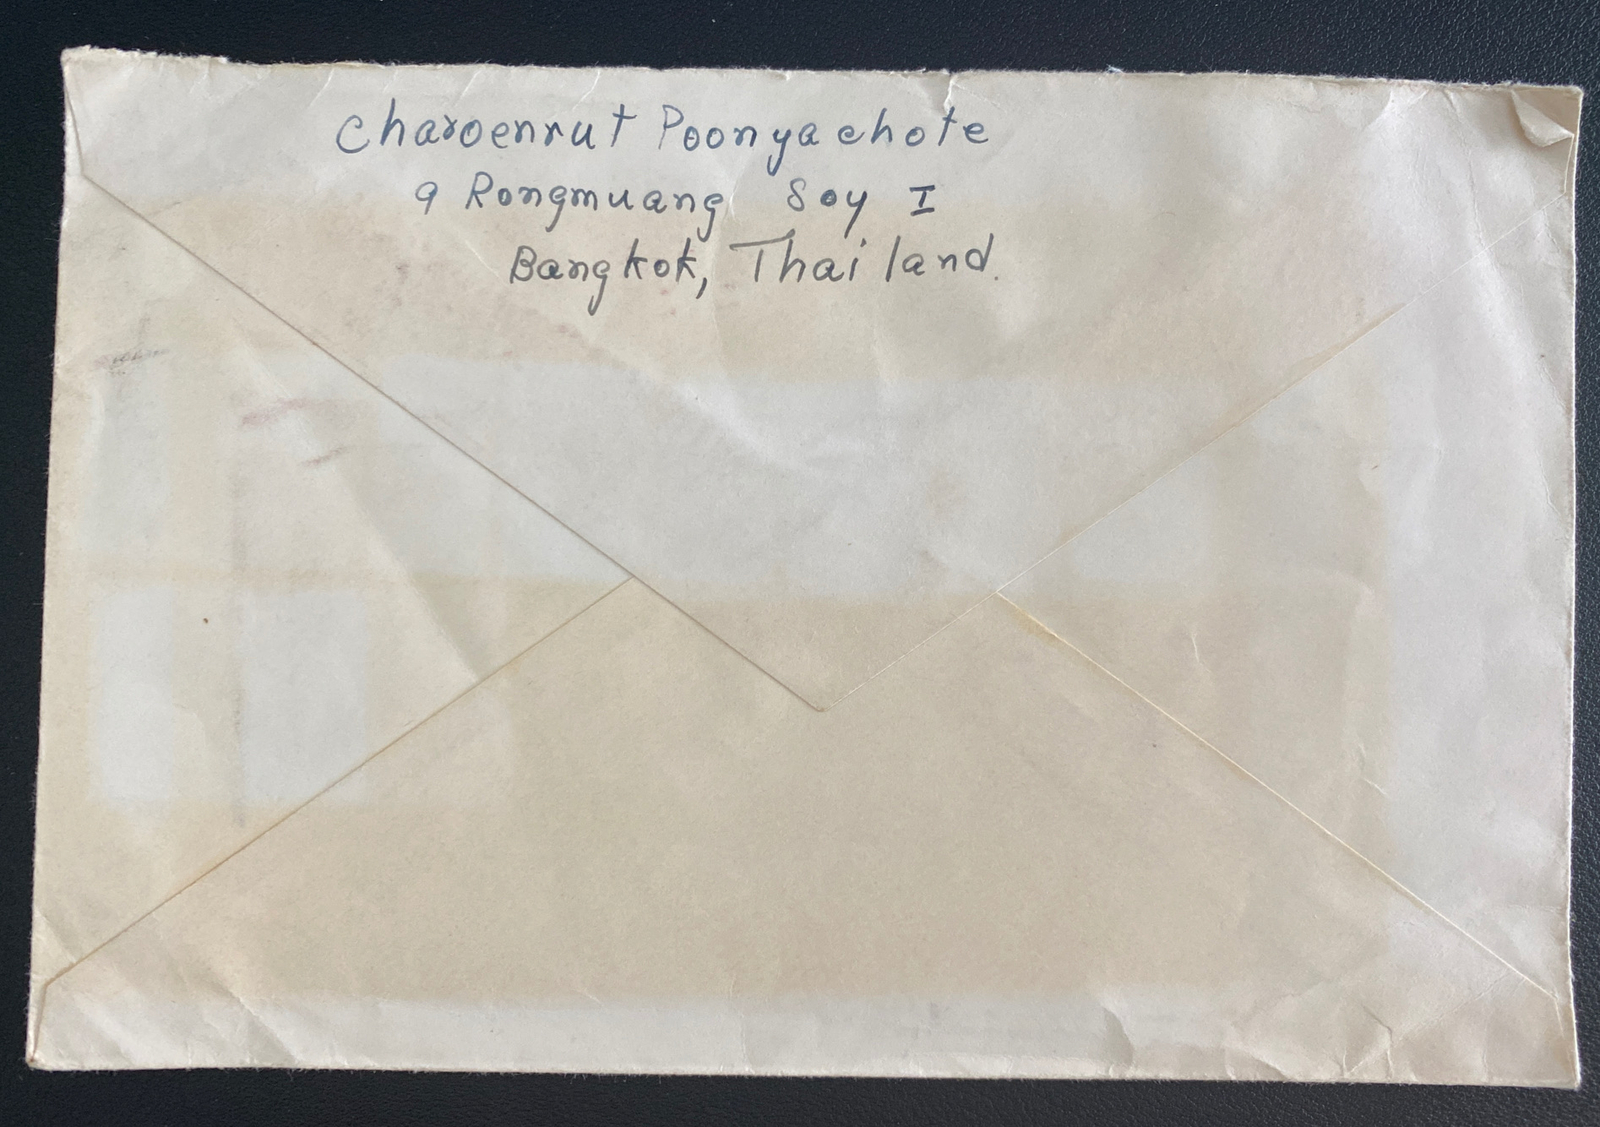 Charoenrut Poonyachote
9 Rongmuang Soy I
Bangkok, Thailand.